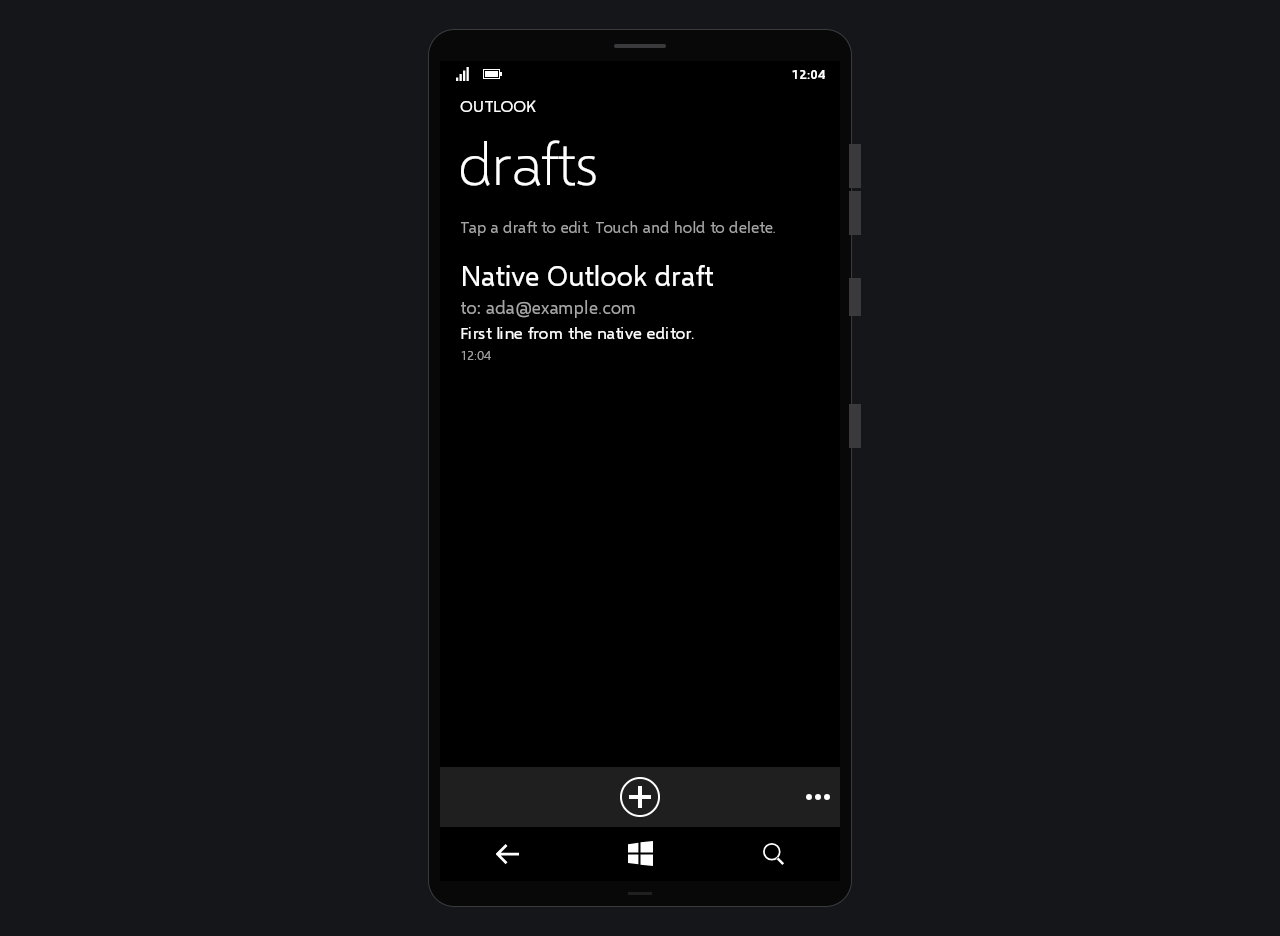 12:04
OUTLOOK
drafts
Tap a draft to edit. Touch and hold to delete.
Native Outlook draft
to: ada@example.com
First line from the native editor.
12:04